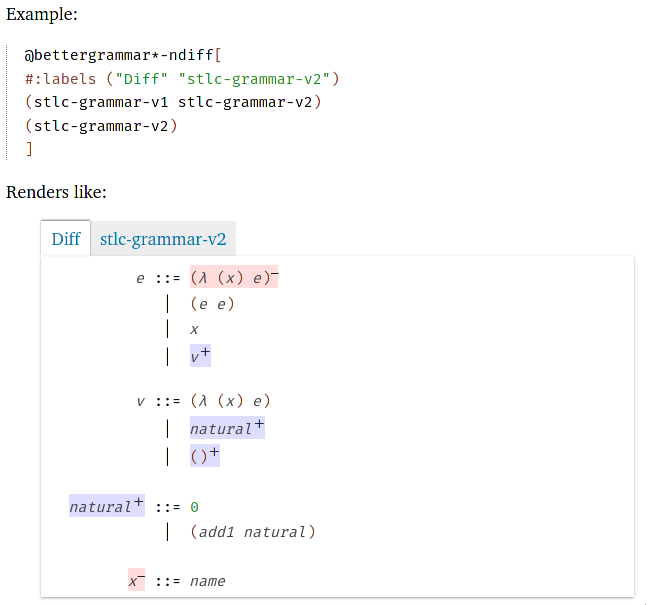 Example:
@bettergrammar*-ndiff[
#:labels ("Diff" "stlc-grammar-v2")
(stlc-grammar-v1 stlc-grammar-v2)
(stlc-grammar-v2)
]
Renders like:
Diff stlc-grammar-v2
e ::= (λ (x) e)−
| (e e)
| x
| v+
v ::= (λ (x) e)
| natural+
| ()+
natural+ ::= 0
| (add1 natural)
x− ::= name